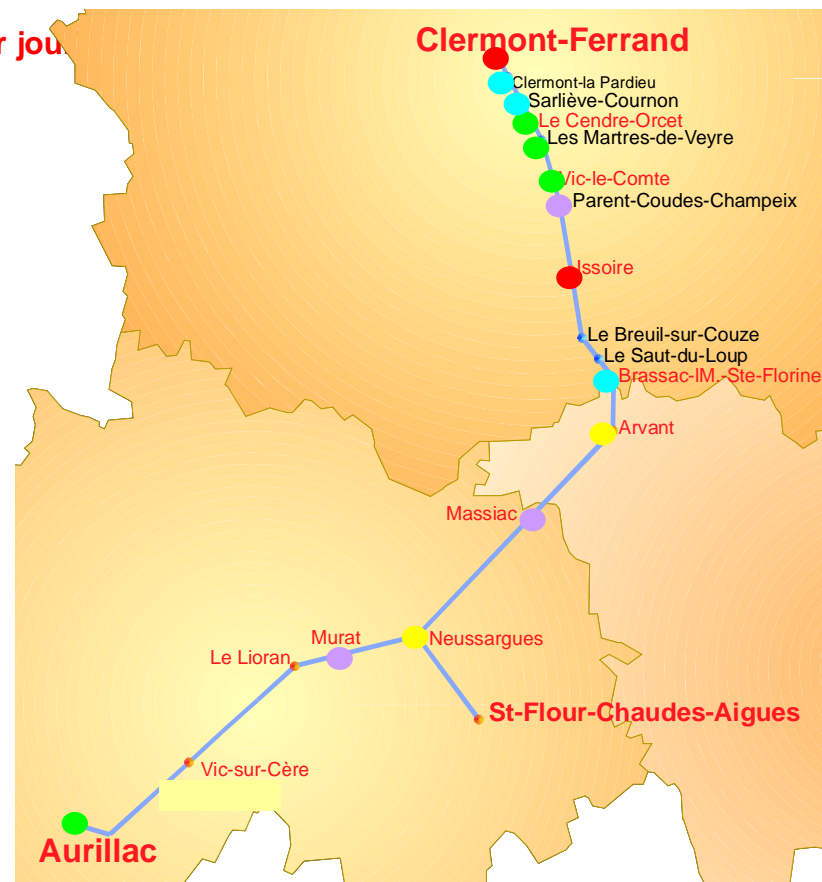 r jou
Clermont-Ferrand
Clermont-la Pardieu
Sarliève-Cournon
Le Cendre-Orcet
Les Martres-de-Veyre
Vic-le-Comte
Parent-Coudes-Champeix
Issoire
Le Breuil-sur-Couze
Le Saut-du-Loup
Brassac-lM.-Ste-Florine
Arvant
Massiac
Murat
Neussargues
Le Lioran
St-Flour-Chaudes-Aigues
Vic-sur-Cère
Aurillac